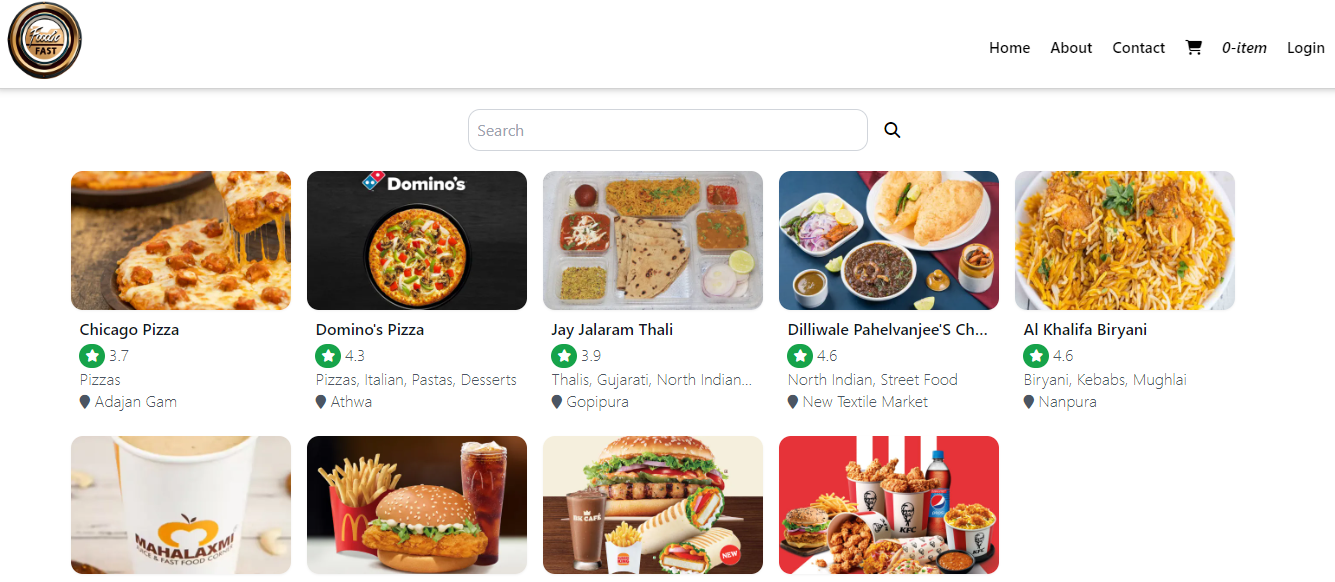 FAST
Home About Contact 0-item Login
Search
Domino's
Chicago Pizza
3.7
Pizzas
Adajan Gam
Domino's Pizza
4.3
Pizzas, Italian, Pastas, Desserts
Athwa
Jay Jalaram Thali
3.9
Thalis, Gujarati, North Indian...
Gopipura
Dilliwale Pahelvanjee'S Ch...
4.6
North Indian, Street Food
New Textile Market
Al Khalifa Biryani
4.6
Biryani, Kebabs, Mughlai
Nanpura
MAHALAXMI
& FAST FOOD CORNER
BK CAFÉ
NEW
KFC
KFC
KFC